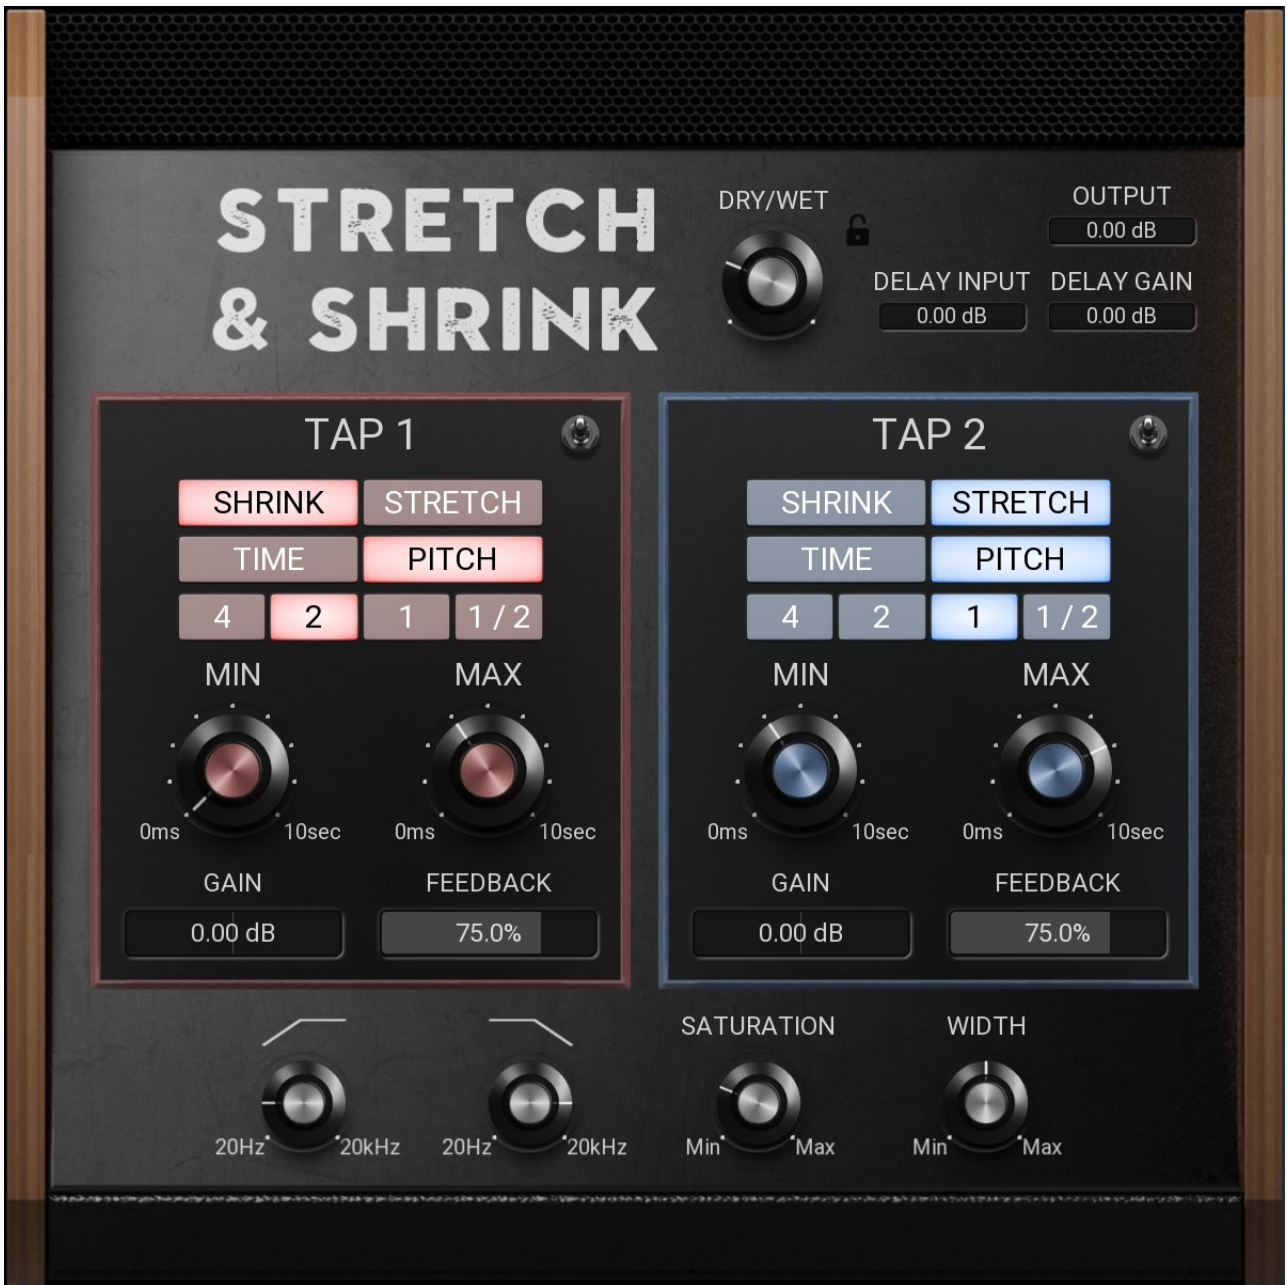 STRETCH
& SHRINK
DRY/WET
OUTPUT
0.00 dB
DELAY INPUT
0.00 dB
DELAY GAIN
0.00 dB
TAP 1
SHRINK STRETCH
TIME PITCH
4 2 1 1 / 2
MIN MAX
0ms 10sec 0ms 10sec
GAIN FEEDBACK
0.00 dB 75.0%
TAP 2
SHRINK STRETCH
TIME PITCH
4 2 1 1 / 2
MIN MAX
0ms 10sec 0ms 10sec
GAIN FEEDBACK
0.00 dB 75.0%
20Hz 20kHz
20Hz 20kHz
SATURATION
Min Max
WIDTH
Min Max